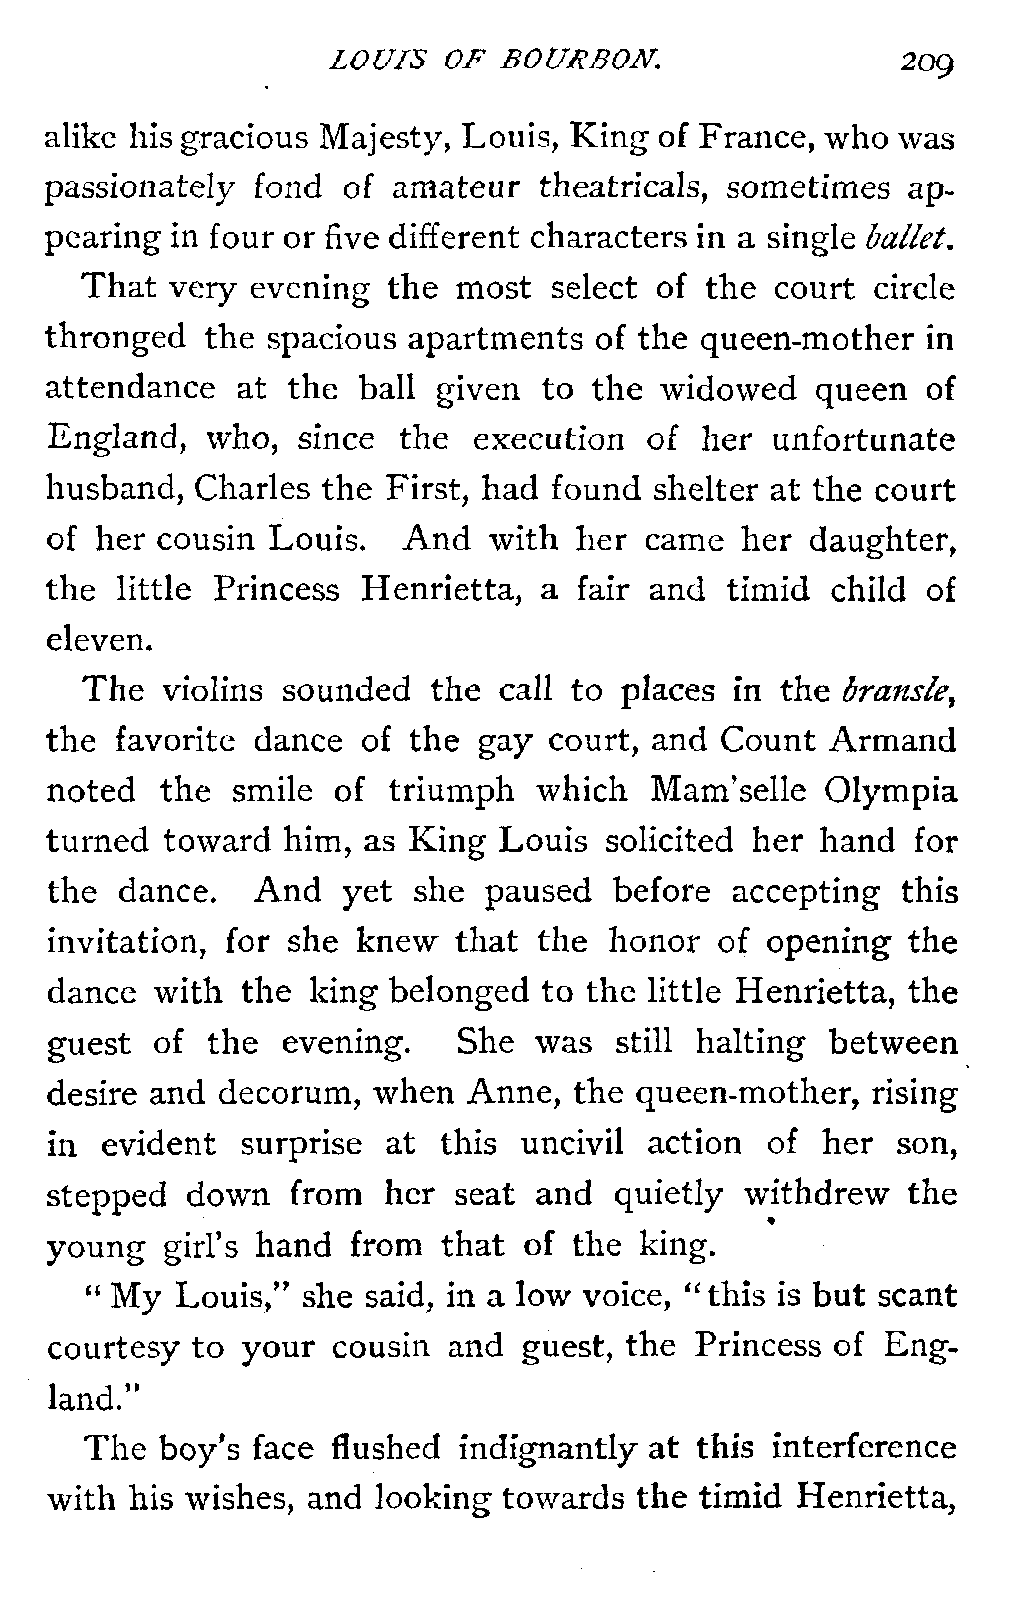 LOUIS OF BOURBON. 209
alike his gracious Majesty, Louis, King of France, who was
passionately fond of amateur theatricals, sometimes ap-
pearing in four or five different characters in a single ballet.
That very evening the most select of the court circle
thronged the spacious apartments of the queen-mother in
attendance at the ball given to the widowed queen of
England, who, since the execution of her unfortunate
husband, Charles the First, had found shelter at the court
of her cousin Louis. And with her came her daughter,
the little Princess Henrietta, a fair and timid child of
eleven.
The violins sounded the call to places in the bransle,
the favorite dance of the gay court, and Count Armand
noted the smile of triumph which Mam'selle Olympia
turned toward him, as King Louis solicited her hand for
the dance. And yet she paused before accepting this
invitation, for she knew that the honor of opening the
dance with the king belonged to the little Henrietta, the
guest of the evening. She was still halting between
desire and decorum, when Anne, the queen-mother, rising
in evident surprise at this uncivil action of her son,
stepped down from her seat and quietly withdrew the
young girl's hand from that of the king.
"My Louis," she said, in a low voice, "this is but scant
courtesy to your cousin and guest, the Princess of Eng-
land."
The boy's face flushed indignantly at this interference
with his wishes, and looking towards the timid Henrietta,